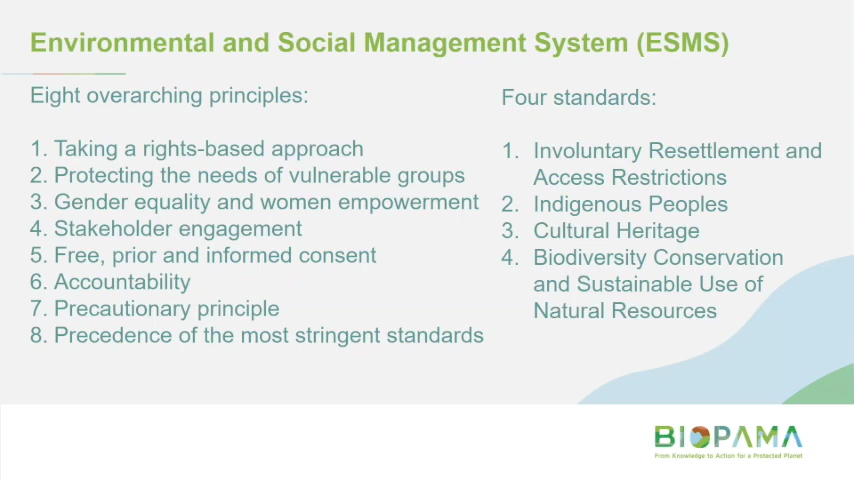 Environmental and Social Management System (ESMS)
Eight overarching principles:
1. Taking a rights-based approach
2. Protecting the needs of vulnerable groups
3. Gender equality and women empowerment
4. Stakeholder engagement
5. Free, prior and informed consent
6. Accountability
7. Precautionary principle
8. Precedence of the most stringent standards
Four standards:
1. Involuntary Resettlement and
Access Restrictions
2. Indigenous Peoples
3. Cultural Heritage
4. Biodiversity Conservation
and Sustainable Use of
Natural Resources
BIOPAMA
From Knowledge to Action for a Protected Planet